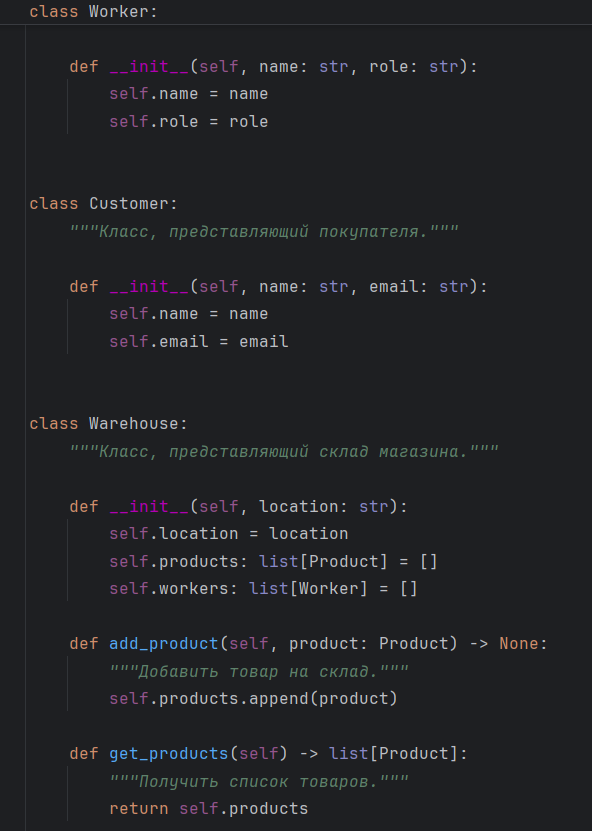 class Worker:
def __init__(self, name: str, role: str):
self.name = name
self.role = role
class Customer:
"""Класс, представляющий покупателя."""
def __init__(self, name: str, email: str):
self.name = name
self.email = email
class Warehouse:
"""Класс, представляющий склад магазина."""
def __init__(self, location: str):
self.location = location
self.products: list[Product] = []
self.workers: list[Worker] = []
def add_product(self, product: Product) -> None:
"""Добавить товар на склад."""
self.products.append(product)
def get_products(self) -> list[Product]:
"""Получить список товаров."""
return self.products